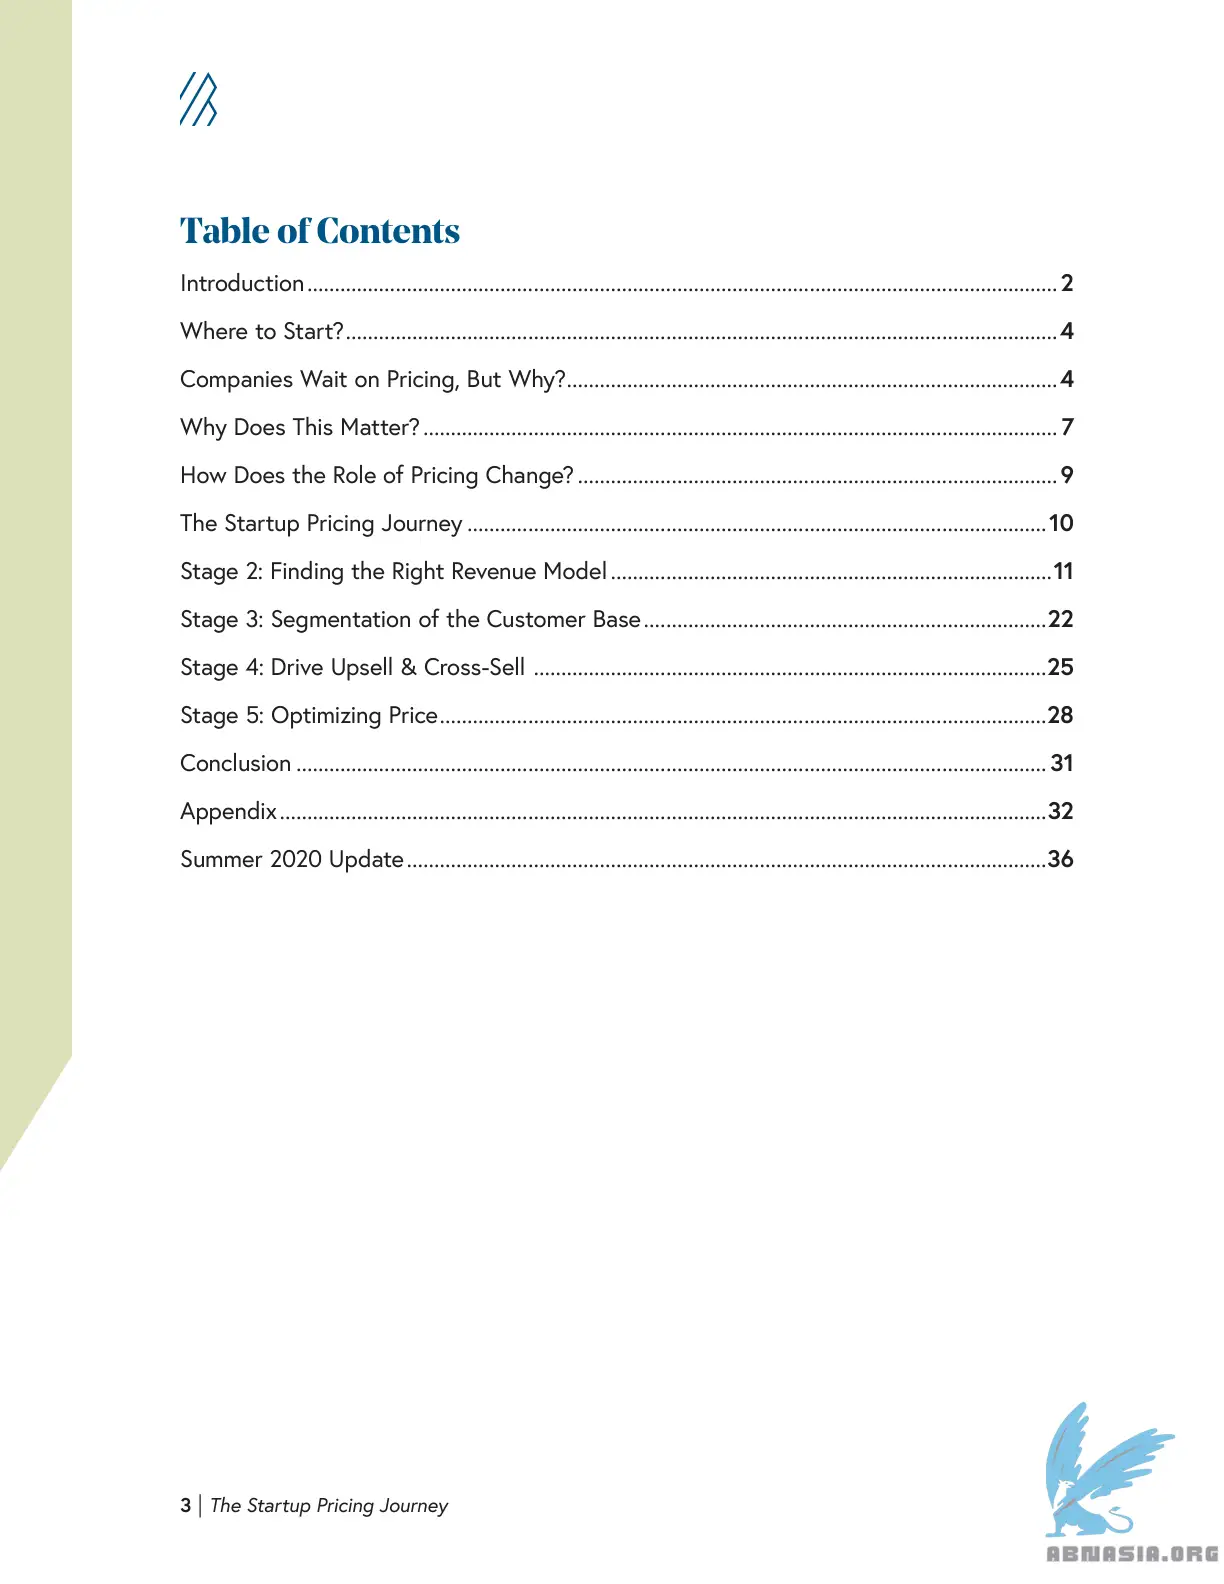 Table of Contents
Introduction ........................................................................................................................................ 2
Where to Start? ................................................................................................................................. 4
Companies Wait on Pricing, But Why? ......................................................................................... 4
Why Does This Matter? ................................................................................................................... 7
How Does the Role of Pricing Change? ....................................................................................... 9
The Startup Pricing Journey ......................................................................................................... 10
Stage 2: Finding the Right Revenue Model ................................................................................ 11
Stage 3: Segmentation of the Customer Base ......................................................................... 22
Stage 4: Drive Upsell & Cross-Sell ............................................................................................. 25
Stage 5: Optimizing Price .............................................................................................................. 28
Conclusion ........................................................................................................................................ 31
Appendix ........................................................................................................................................... 32
Summer 2020 Update .................................................................................................................... 36
3 | The Startup Pricing Journey
ABNASIA.ORG